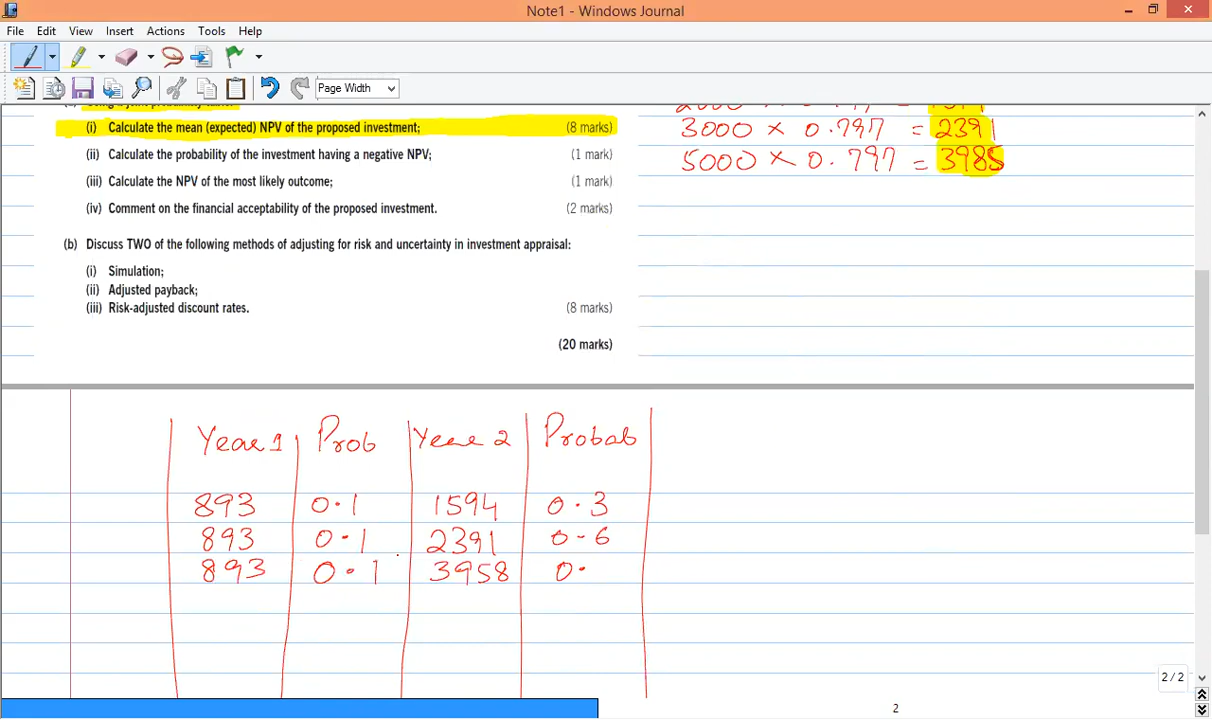 Note1 - Windows Journal
File Edit View Insert Actions Tools Help
Page Width
(i) Calculate the mean (expected) NPV of the proposed investment; (8 marks)
(ii) Calculate the probability of the investment having a negative NPV; (1 mark)
(iii) Calculate the NPV of the most likely outcome; (1 mark)
(iv) Comment on the financial acceptability of the proposed investment. (2 marks)
(b) Discuss TWO of the following methods of adjusting for risk and uncertainty in investment appraisal:
(i) Simulation;
(ii) Adjusted payback;
(iii) Risk-adjusted discount rates. (8 marks)
(20 marks)
3000 × 0.797 = 2391
5000 × 0.797 = 3985
Year 1 Prob Year 2 Probab
893 0.1 1594 0.3
893 0.1 2391 0.6
893 0.1 3958 0.
2 / 2
2